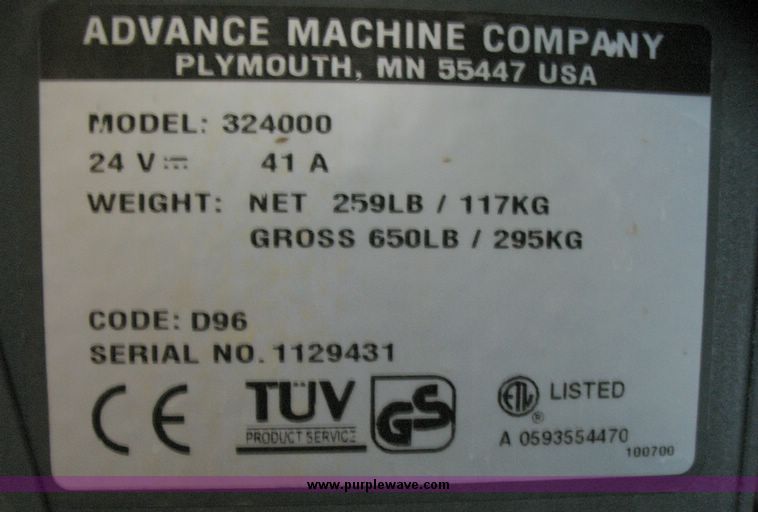 ADVANCE MACHINE COMPANY
PLYMOUTH, MN 55447 USA
MODEL: 324000
24 V⎓ 41 A
WEIGHT: NET 259LB / 117KG
GROSS 650LB / 295KG
CODE: D96
SERIAL NO. 1129431
CE
TÜV
PRODUCT SERVICE
GS
ETL
®
LISTED
A 0593554470
100700
www.purplewave.com